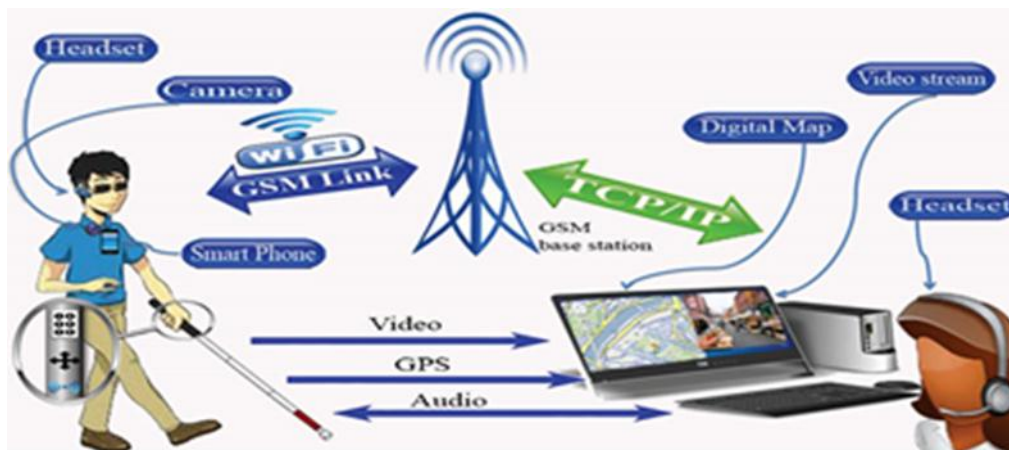 Headset
Camera
Video stream
Digital Map
WiFi
GSM Link
TCP/IP
Headset
GSM
base station
Smart Phone
Video
GPS
Audio